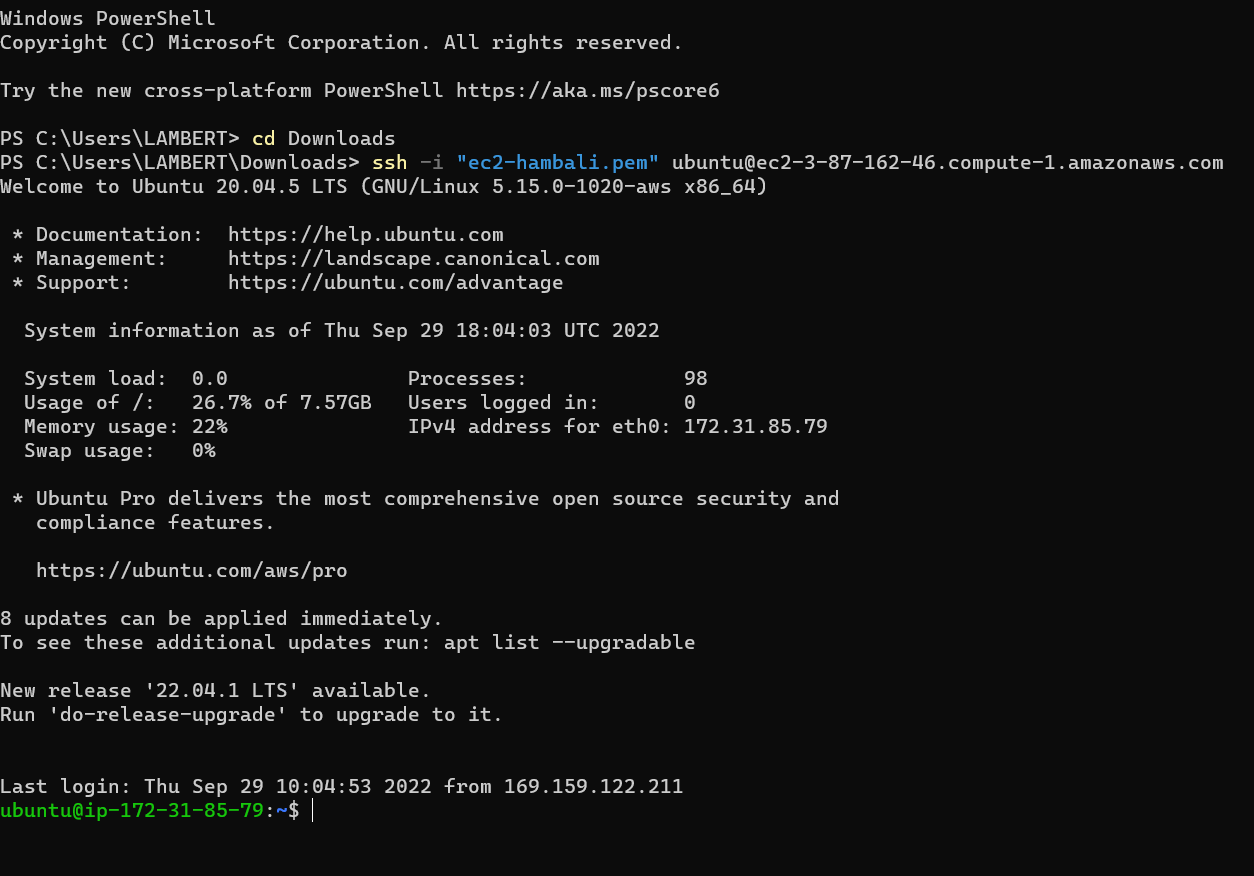 Windows PowerShell
Copyright (C) Microsoft Corporation. All rights reserved.
Try the new cross-platform PowerShell https://aka.ms/pscore6
PS C:\Users\LAMBERT> cd Downloads
PS C:\Users\LAMBERT\Downloads> ssh -i "ec2-hambali.pem" ubuntu@ec2-3-87-162-46.compute-1.amazonaws.com
Welcome to Ubuntu 20.04.5 LTS (GNU/Linux 5.15.0-1020-aws x86_64)
* Documentation:  https://help.ubuntu.com
* Management:     https://landscape.canonical.com
* Support:        https://ubuntu.com/advantage
System information as of Thu Sep 29 18:04:03 UTC 2022
System load:  0.0               Processes:             98
Usage of /:   26.7% of 7.57GB   Users logged in:       0
Memory usage: 22%               IPv4 address for eth0: 172.31.85.79
Swap usage:   0%
* Ubuntu Pro delivers the most comprehensive open source security and
compliance features.
https://ubuntu.com/aws/pro
8 updates can be applied immediately.
To see these additional updates run: apt list --upgradable
New release '22.04.1 LTS' available.
Run 'do-release-upgrade' to upgrade to it.
Last login: Thu Sep 29 10:04:53 2022 from 169.159.122.211
ubuntu@ip-172-31-85-79:~$